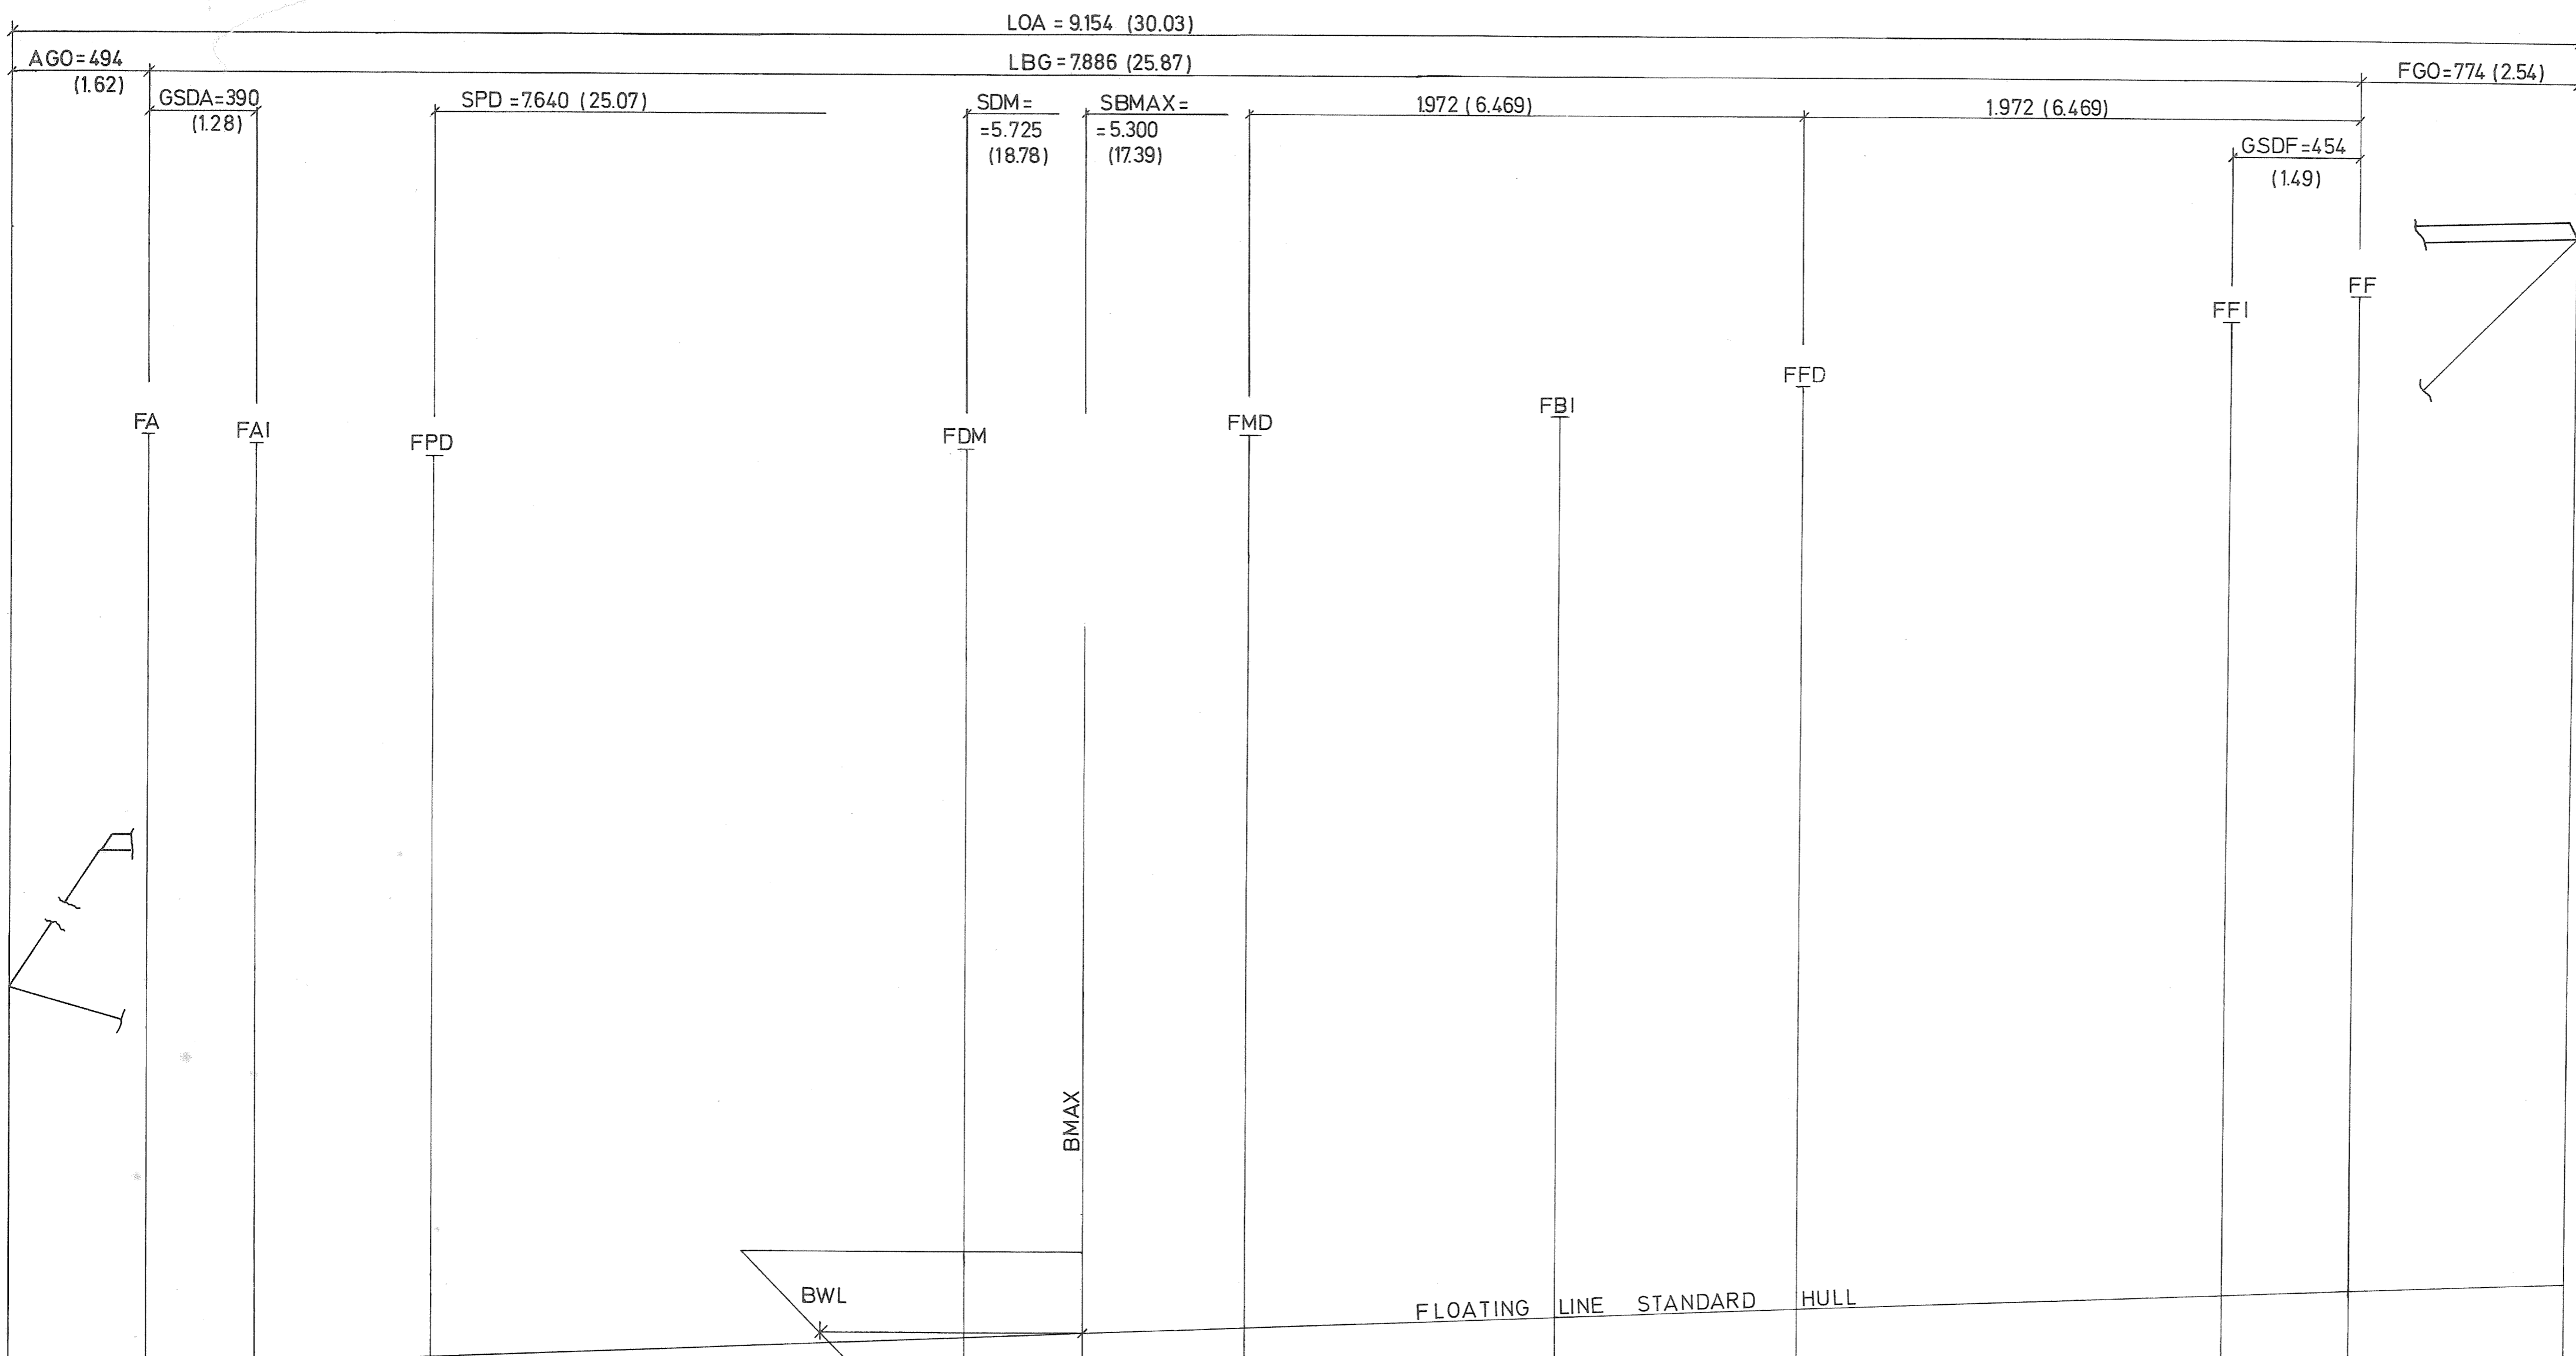 LOA = 9.154 (30.03)
AGO=494
(1.62)
LBG = 7.886 (25.87)
FGO=774 (2.54)
GSDA=390
(1.28)
SPD = 7.640 (25.07)
SDM=
=5.725
(18.78)
SBMAX=
=5.300
(17.39)
1.972 (6.469)
1.972 (6.469)
GSDF=454
(1.49)
FF
FFI
FFD
FBI
FA
FAI
FPD
FDM
FMD
BMAX
BWL
FLOATING LINE STANDARD HULL